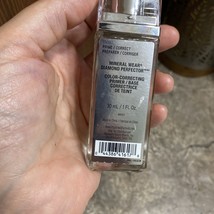 PRIME / CORRECT
PRÉPARER / CORRIGER
MINERAL WEAR®
DIAMOND PERFECTOR
COLOR-CORRECTING
PRIMER / BASE
CORRECTRICE
DE TEINT
30 mL / 1 FL OZ